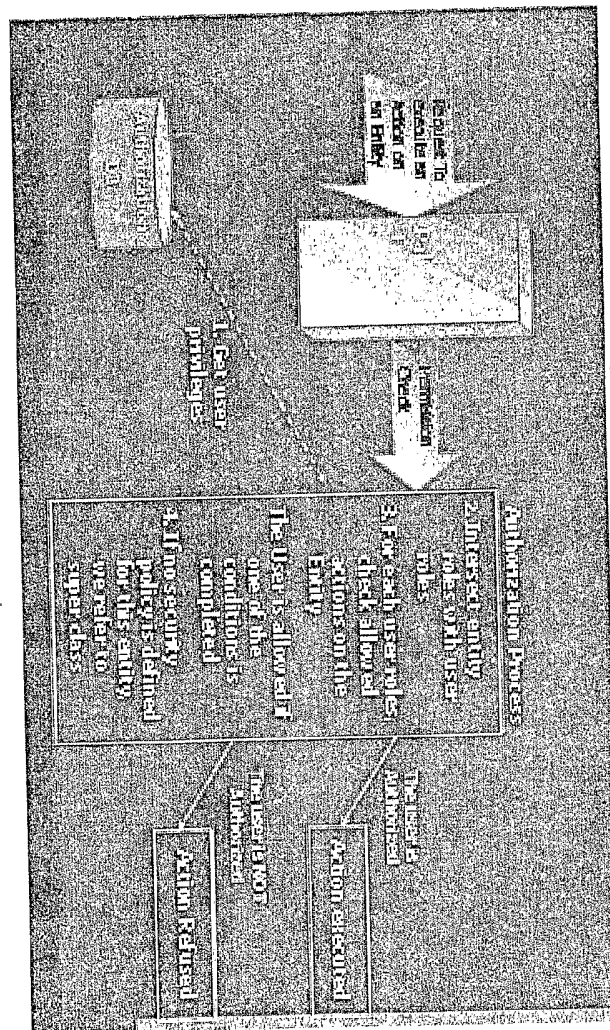 Request To
Execute an
Action on
an Entity
Permission
Check
Authorization
1. Get user
privileges
Authorization Process
2. Intersect entity
roles with user
roles
3. For each user roles
check allowed
actions on the
Entity
The User is allowed if
one of the
conditions is
completed
4. If no security
policy is defined
for this entity
we refer to
super class
The user is
Authorized
Action executed
The user is NOT
Authorized
Action Refused